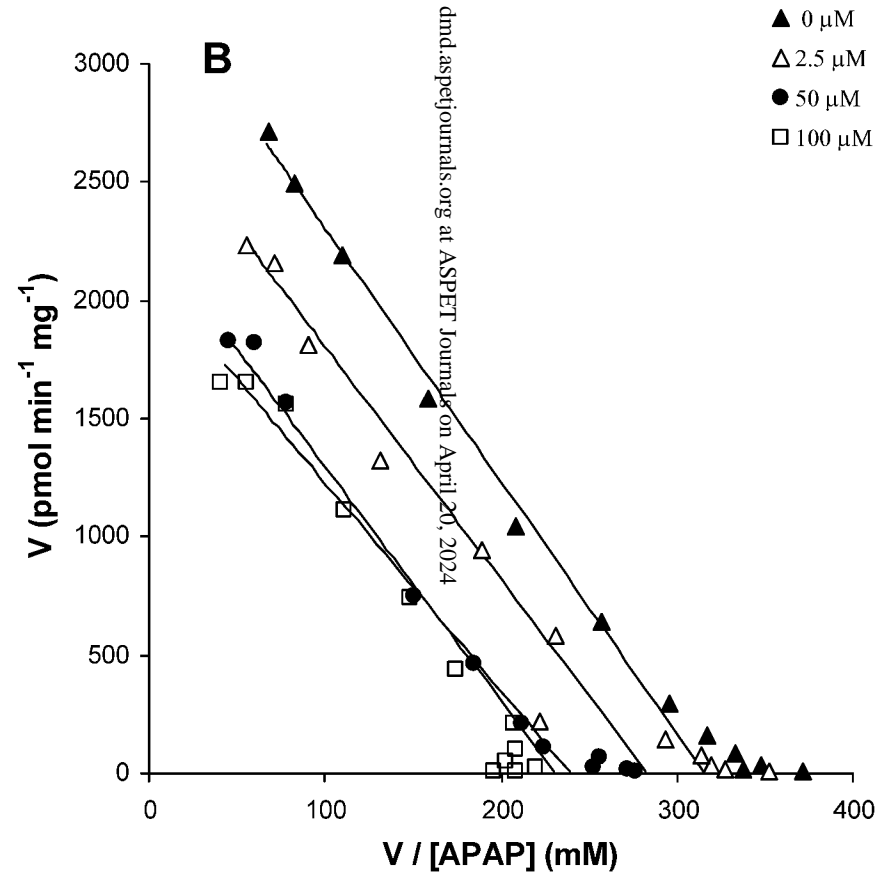 B
0 µM
2.5 µM
50 µM
100 µM
dmd.aspetjournals.org at ASPET Journals on April 20, 2024
V (pmol min⁻¹ mg⁻¹)
3000
2500
2000
1500
1000
500
0
0 100 200 300 400
V / [APAP] (mM)